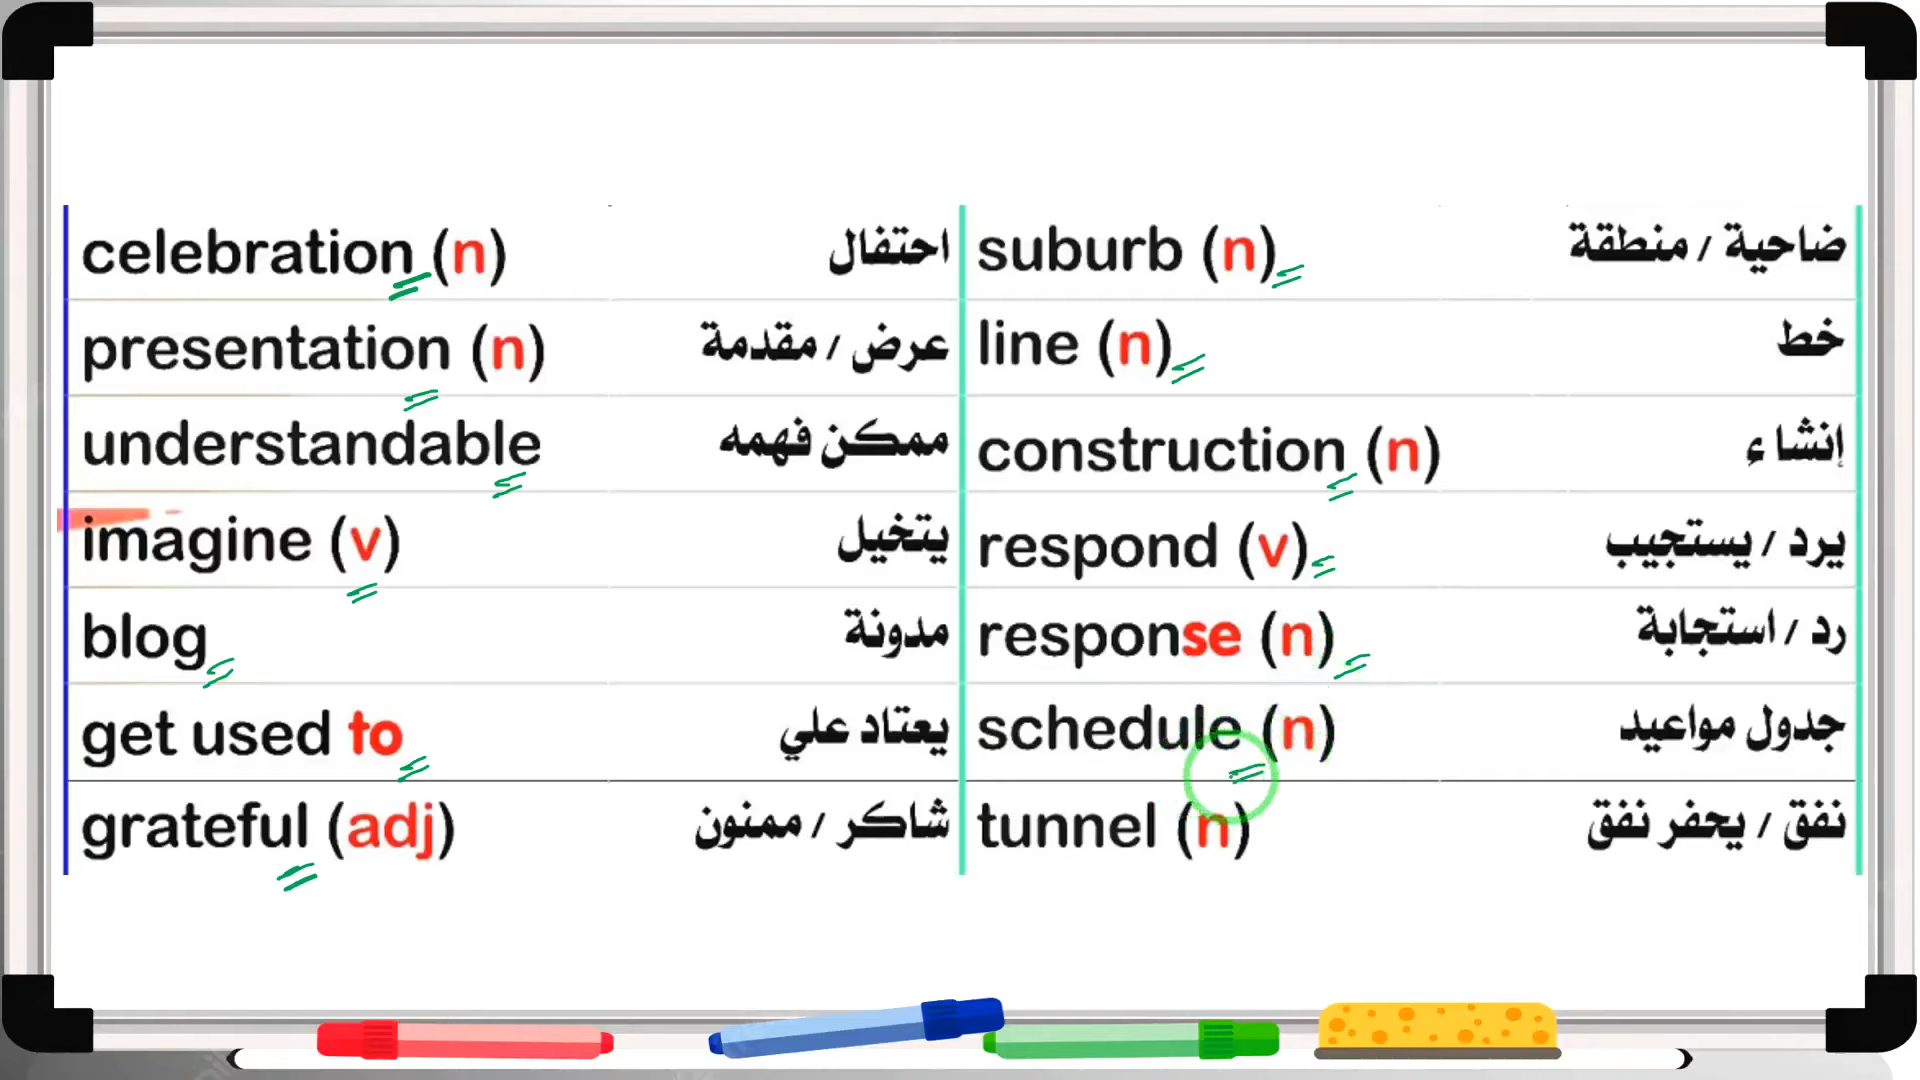 celebration (n) احتفال
presentation (n) عرض / مقدمة
understandable ممكن فهمه
imagine (v) يتخيل
blog مدونة
get used to يعتاد علي
grateful (adj) شاكر / ممنون
suburb (n) ضاحية / منطقة
line (n) خط
construction (n) إنشاء
respond (v) يرد / يستجيب
response (n) رد / استجابة
schedule (n) جدول مواعيد
tunnel (n) نفق / يحفر نفق